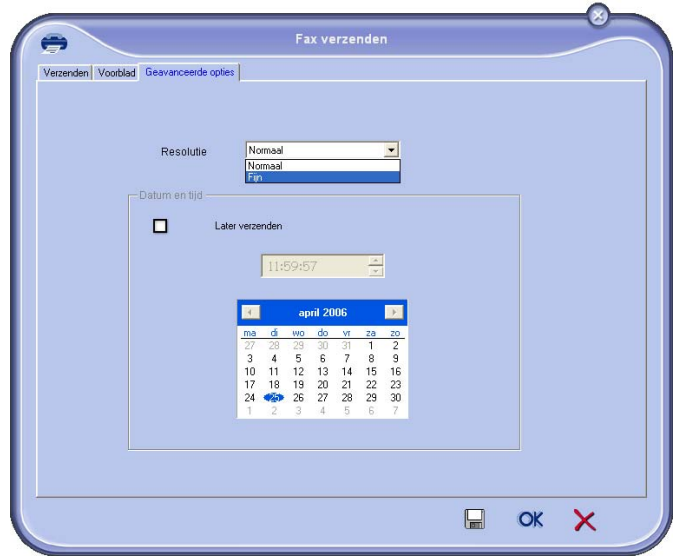 Fax verzenden
Verzenden Voorblad Geavanceerde opties
Resolutie Normaal
Normaal
Fijn
Datum en tijd
Later verzenden
11:59:57
april 2006
ma di wo do vr za zo
27 28 29 30 31 1 2
3 4 5 6 7 8 9
10 11 12 13 14 15 16
17 18 19 20 21 22 23
24 25 26 27 28 29 30
1 2 3 4 5 6 7
OK